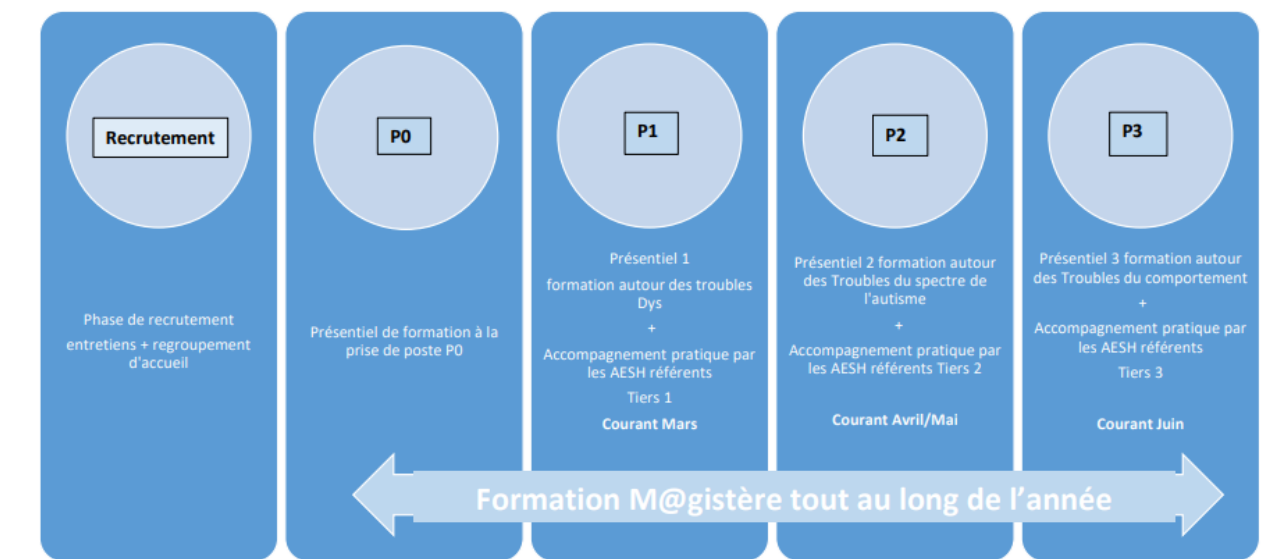 Recrutement
Phase de recrutement
entretiens + regroupement
d'accueil
P0
Présentiel de formation à la
prise de poste P0
P1
Présentiel 1
formation autour des troubles
Dys
+
Accompagnement pratique par
les AESH référents
Tiers 1
Courant Mars
P2
Présentiel 2 formation autour
des Troubles du spectre de
l'autisme
+
Accompagnement pratique par
les AESH référents Tiers 2
Courant Avril/Mai
P3
Présentiel 3 formation autour
des Troubles du comportement
+
Accompagnement pratique par
les AESH référents
Tiers 3
Courant Juin
Formation M@gistère tout au long de l'année